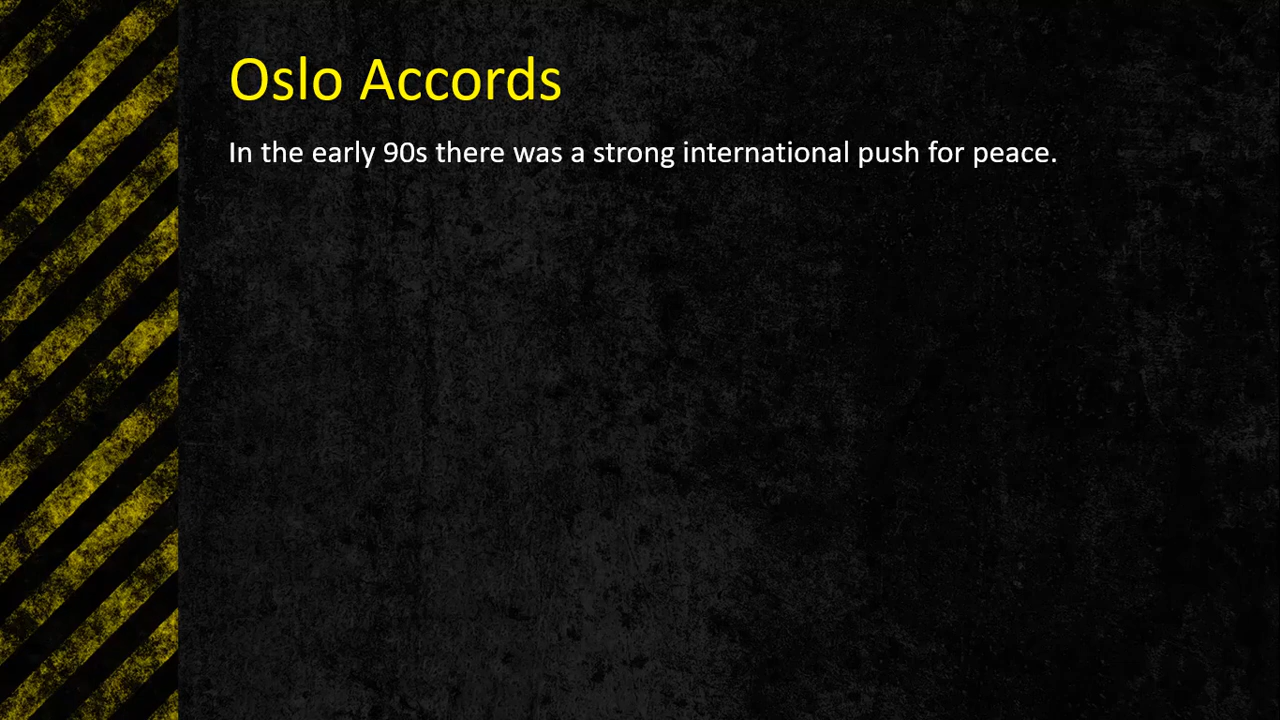 Oslo Accords
In the early 90s there was a strong international push for peace.